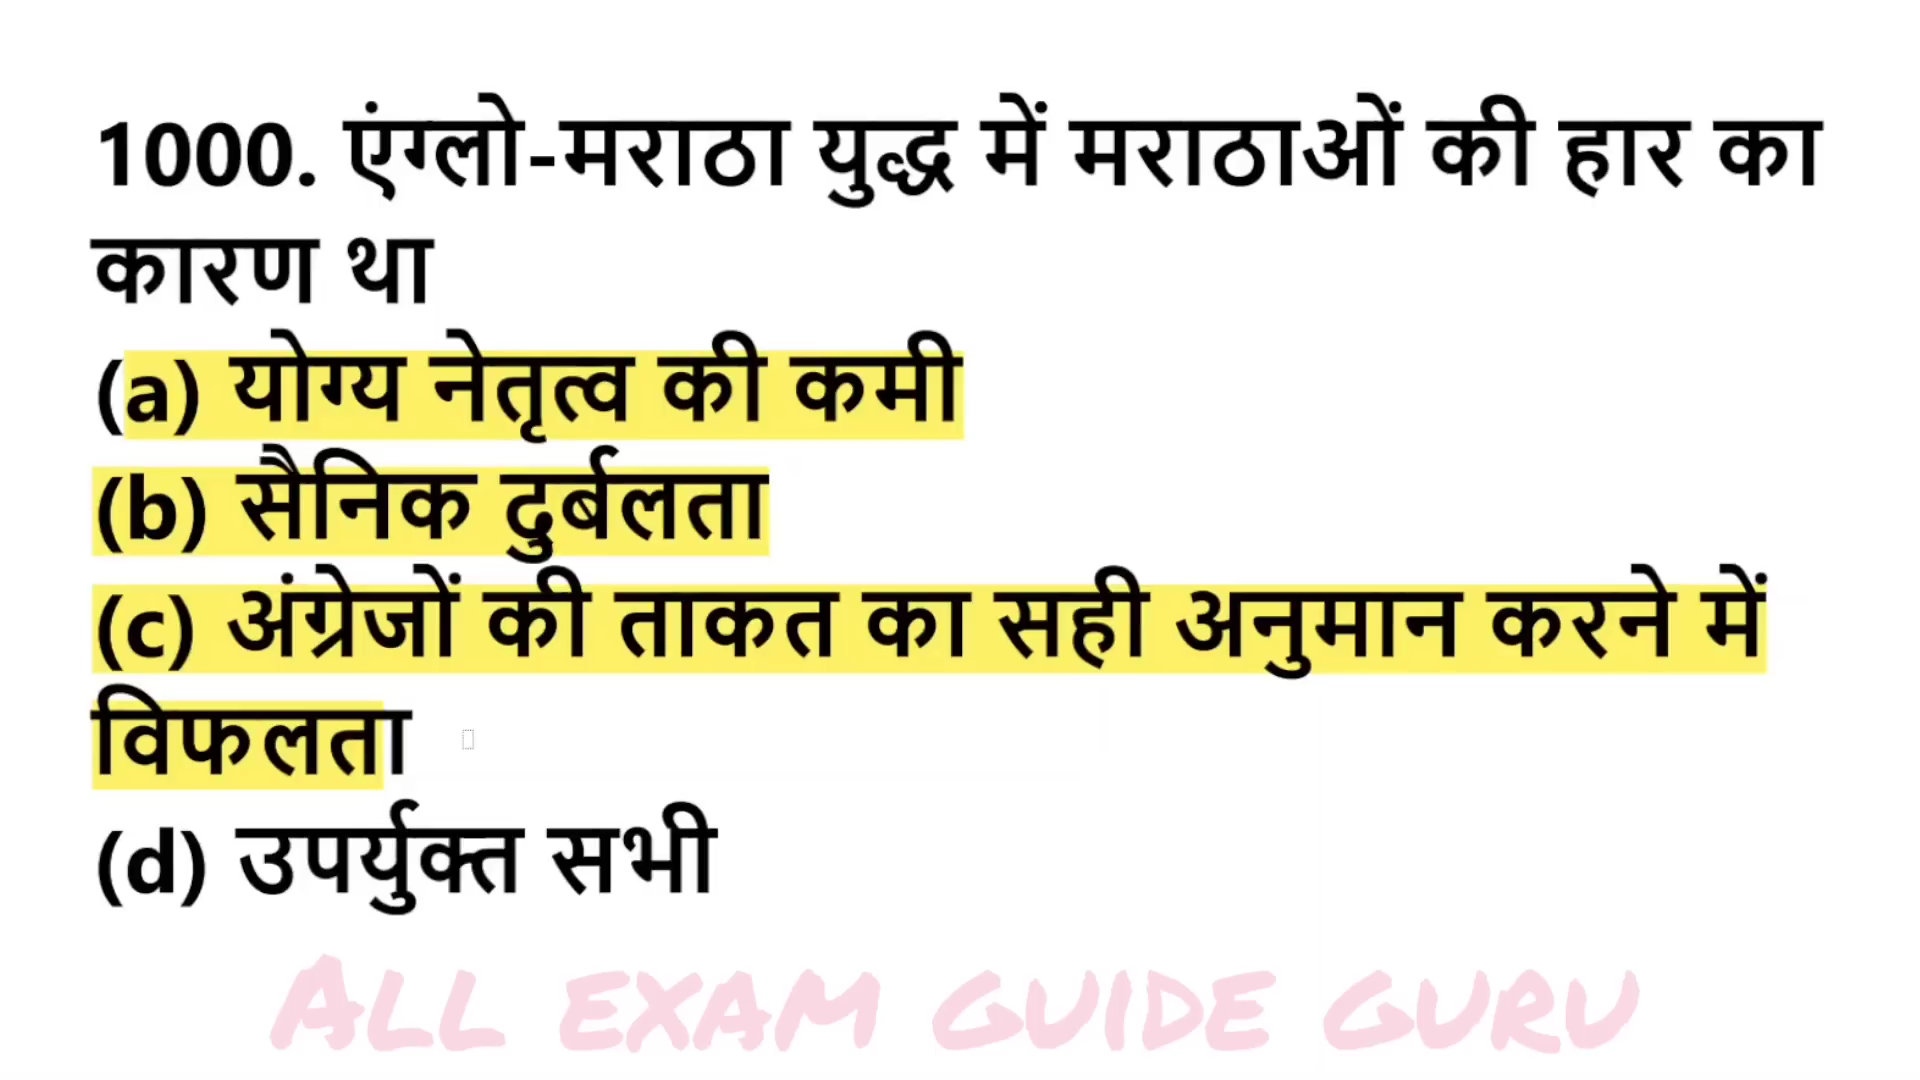 1000. एंग्लो-मराठा युद्ध में मराठाओं की हार का
कारण था
(a) योग्य नेतृत्व की कमी
(b) सैनिक दुर्बलता
(c) अंग्रेजों की ताकत का सही अनुमान करने में
विफलता
(d) उपर्युक्त सभी
ALL EXAM GUIDE GURU